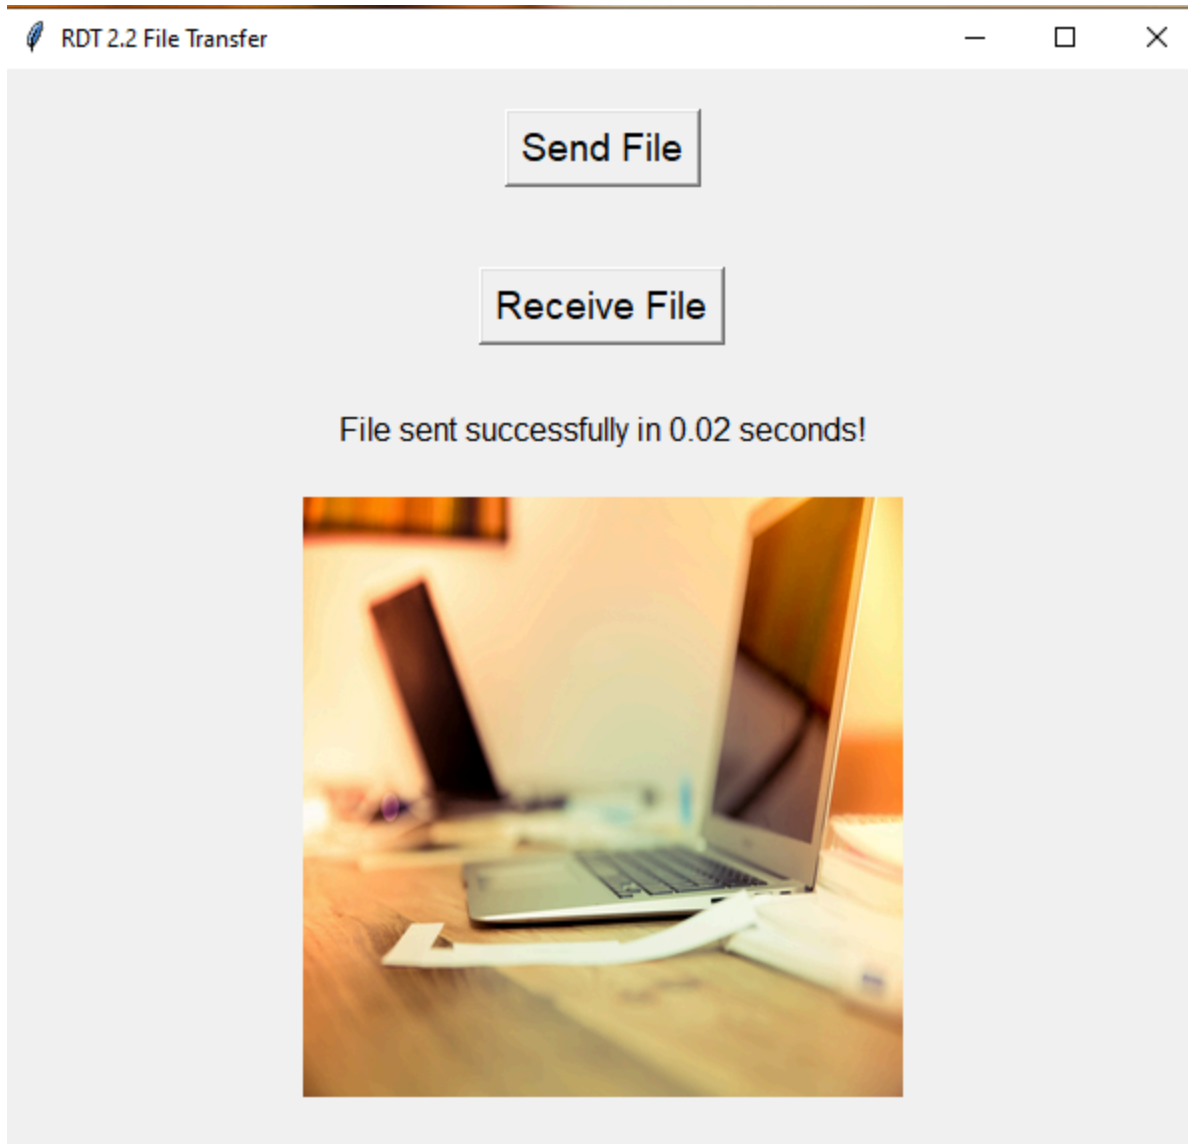 RDT 2.2 File Transfer
Send File
Receive File
File sent successfully in 0.02 seconds!